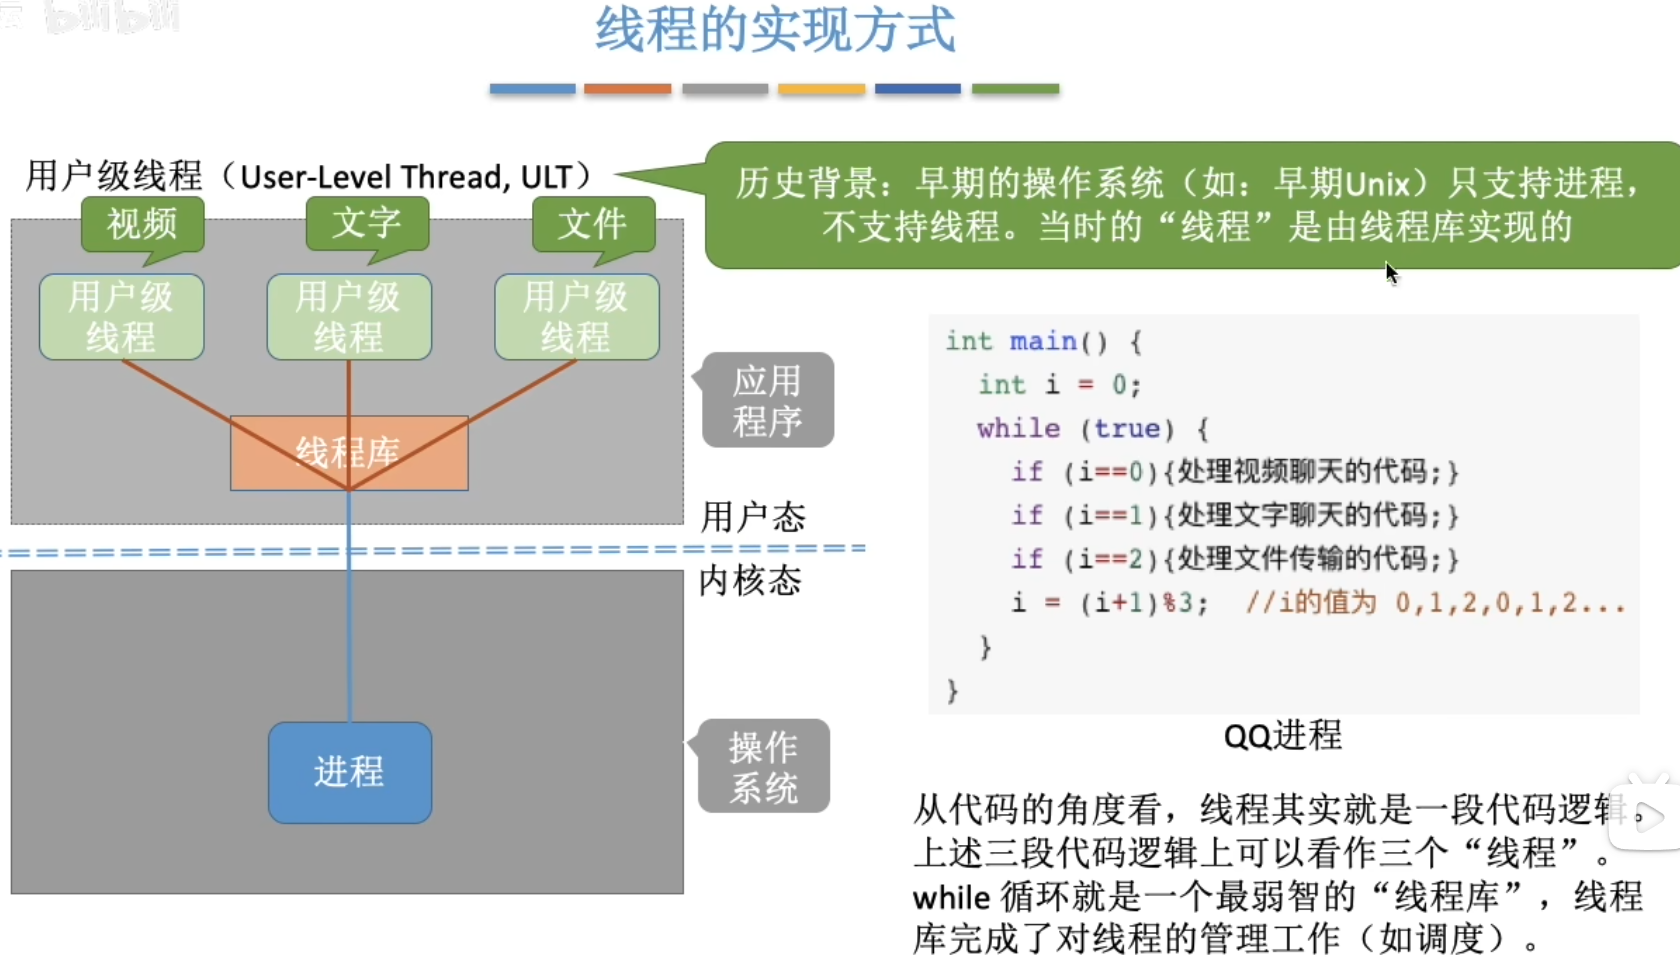 bilibili
线程的实现方式
用户级线程（User-Level Thread, ULT）
历史背景：早期的操作系统（如：早期Unix）只支持进程，
不支持线程。当时的“线程”是由线程库实现的
视频
文字
文件
用户级
线程
用户级
线程
用户级
线程
线程库
应用
程序
用户态
内核态
进程
操作
系统
int main() {
int i = 0;
while (true) {
if (i==0){处理视频聊天的代码;}
if (i==1){处理文字聊天的代码;}
if (i==2){处理文件传输的代码;}
i = (i+1)%3; //i的值为 0,1,2,0,1,2...
}
}
QQ进程
从代码的角度看，线程其实就是一段代码逻辑。
上述三段代码逻辑上可以看作三个“线程”。
while 循环就是一个最弱智的“线程库”，线程
库完成了对线程的管理工作（如调度）。